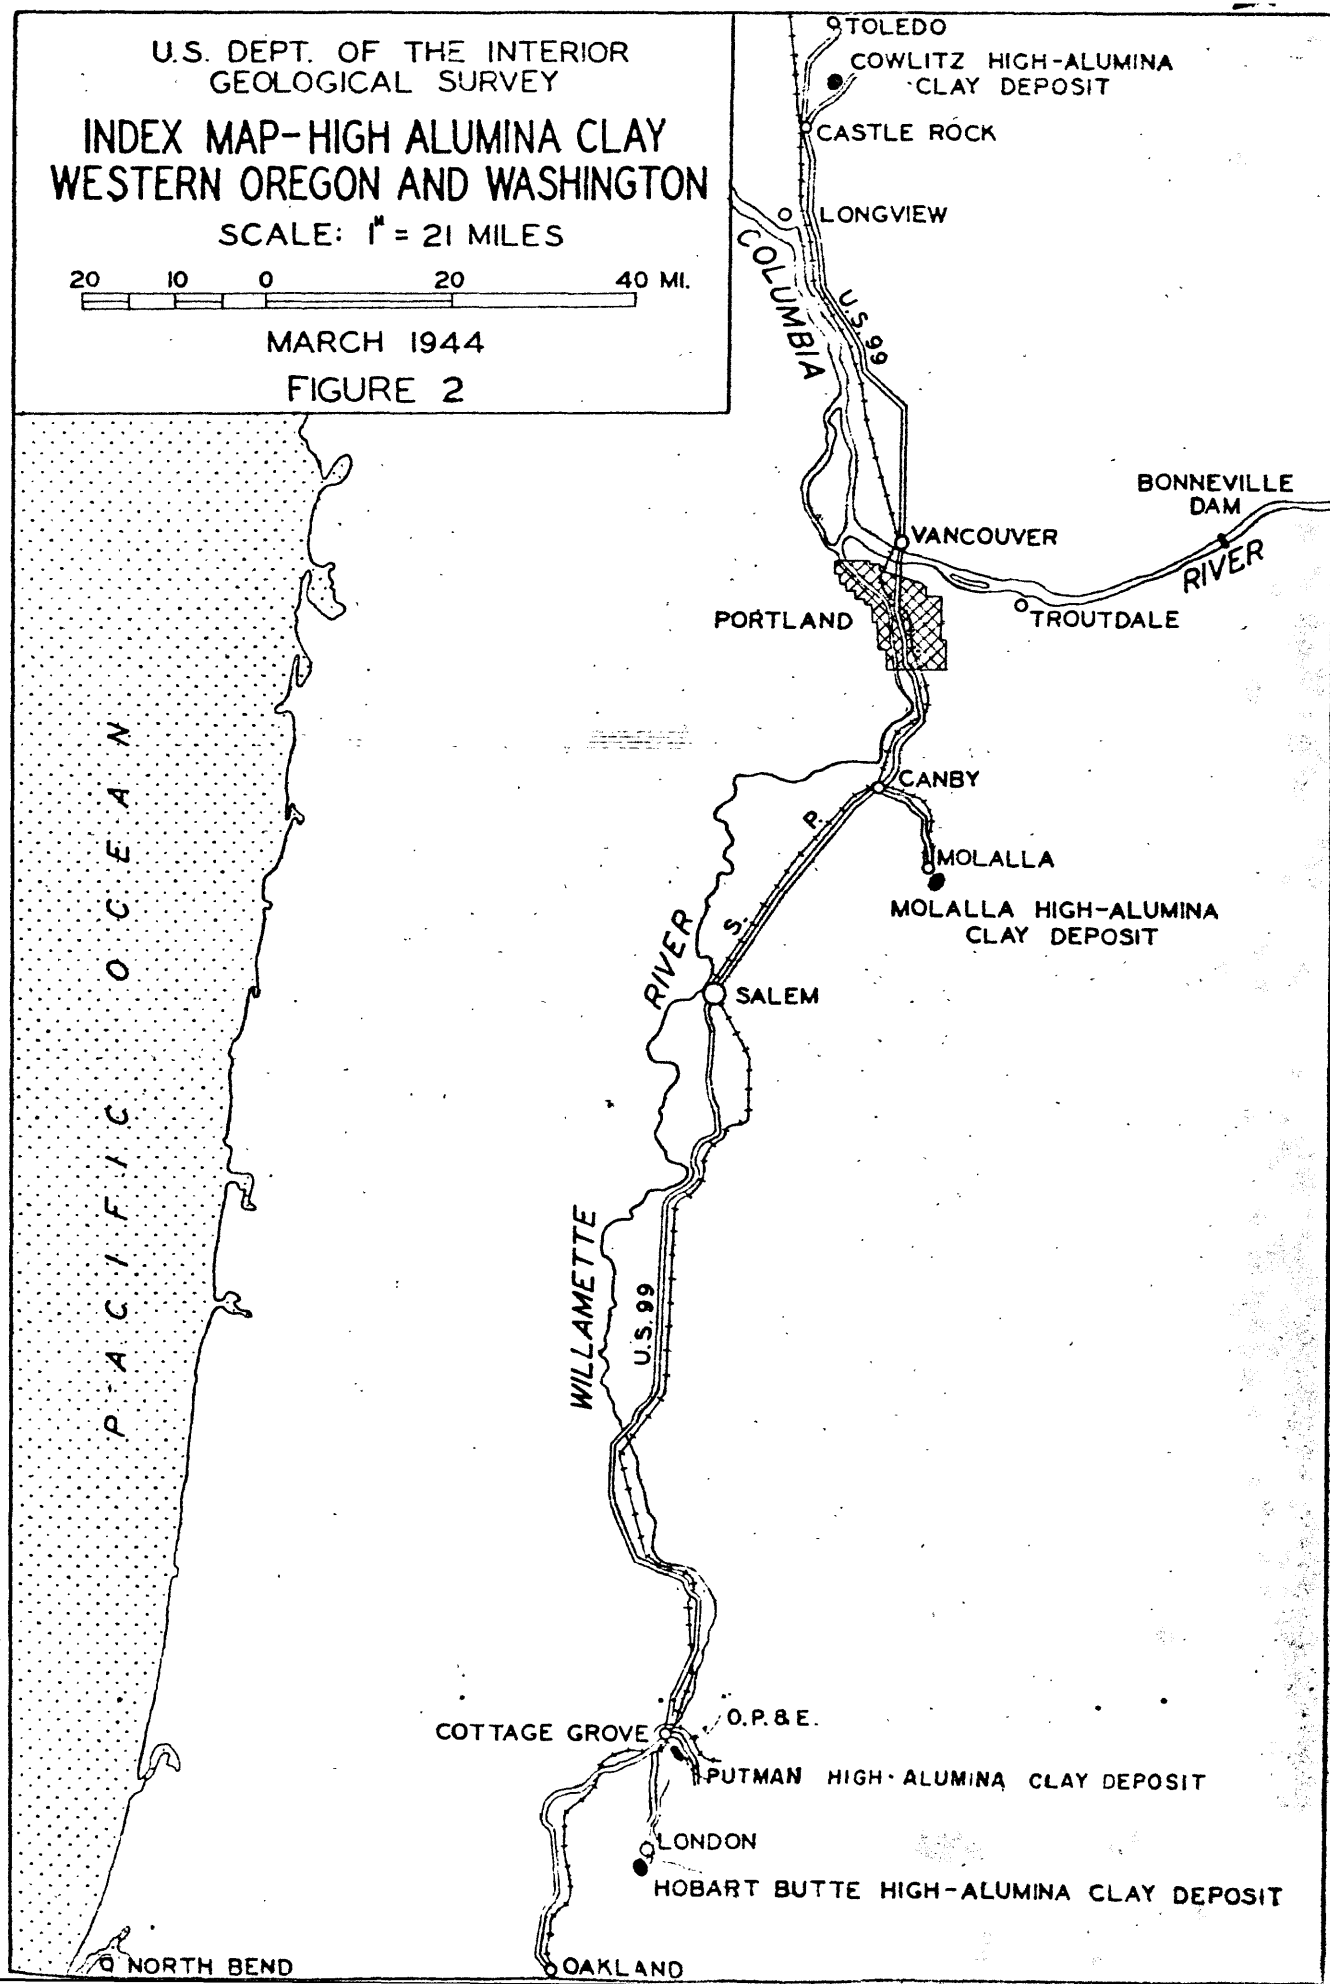 U.S. DEPT. OF THE INTERIOR
GEOLOGICAL SURVEY
INDEX MAP-HIGH ALUMINA CLAY
WESTERN OREGON AND WASHINGTON
SCALE: 1" = 21 MILES
20 10 0 20 40 MI.
MARCH 1944
FIGURE 2
TOLEDO
COWLITZ HIGH-ALUMINA
CLAY DEPOSIT
CASTLE ROCK
LONGVIEW
COLUMBIA
U.S. 99
BONNEVILLE
DAM
VANCOUVER
RIVER
PORTLAND
TROUTDALE
PACIFIC OCEAN
CANBY
S. P.
MOLALLA
MOLALLA HIGH-ALUMINA
CLAY DEPOSIT
RIVER
SALEM
WILLAMETTE
U.S. 99
O.P. & E.
COTTAGE GROVE
PUTMAN HIGH-ALUMINA CLAY DEPOSIT
LONDON
HOBART BUTTE HIGH-ALUMINA CLAY DEPOSIT
NORTH BEND
OAKLAND